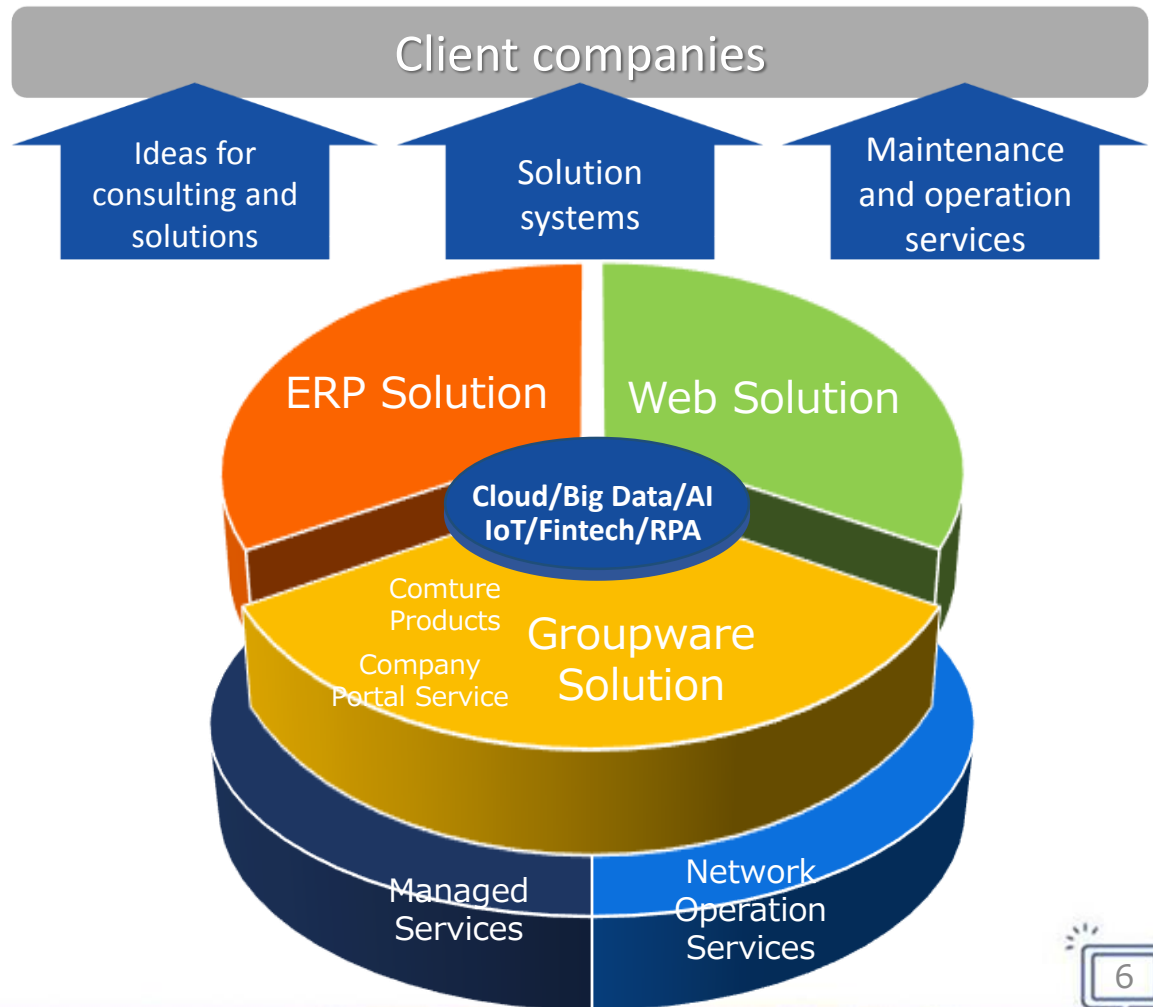 Client companies
Ideas for
consulting and
solutions
Solution
systems
Maintenance
and operation
services
ERP Solution
Web Solution
Cloud/Big Data/AI
IoT/Fintech/RPA
Comture
Products
Company
Portal Service
Groupware
Solution
Managed
Services
Network
Operation
Services
6